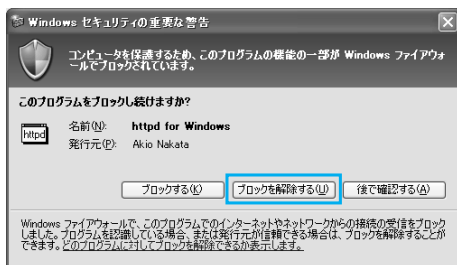 Windows セキュリティの重要な警告
コンピュータを保護するため、このプログラムの機能の一部が Windows ファイアウォ
ールでブロックされています。
このプログラムをブロックし続けますか?
httpd
名前(N): httpd for Windows
発行元(P): Akio Nakata
ブロックする(K) ブロックを解除する(U) 後で確認する(A)
Windows ファイアウォールで、このプログラムでのインターネットやネットワークからの接続の受信をブロック
しました。プログラムを認識している場合、または発行元が信頼できる場合は、ブロックを解除することが
できます。どのプログラムに対してブロックを解除できるか表示します。